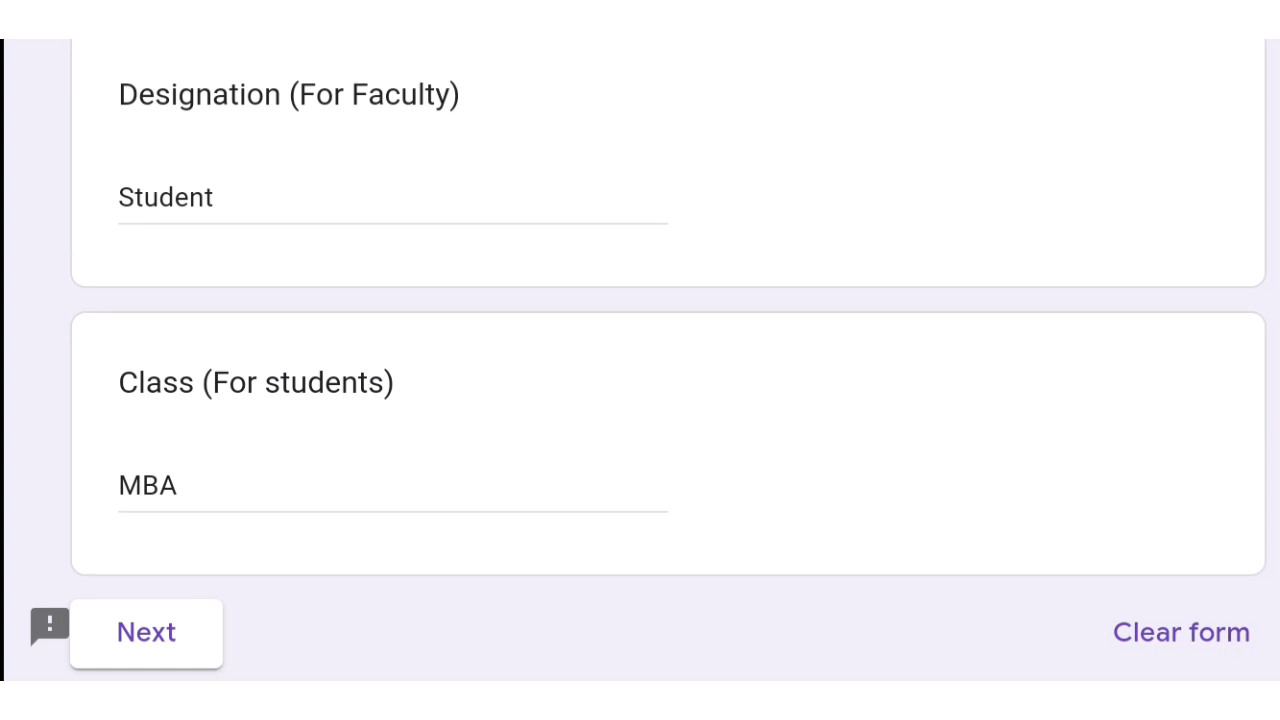 Designation (For Faculty)
Student
Class (For students)
MBA
Next
Clear form